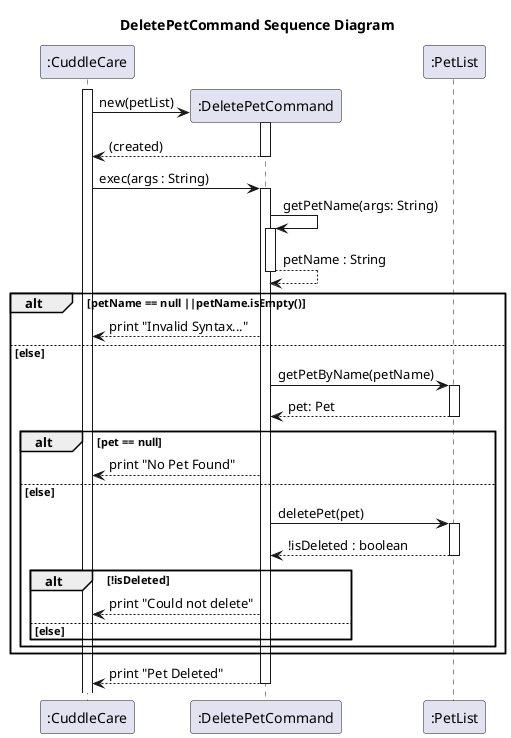 DeletePetCommand Sequence Diagram
:CuddleCare
:PetList
new(petList)
:DeletePetCommand
(created)
exec(args : String)
getPetName(args: String)
petName : String
alt [petName == null ||petName.isEmpty()]
print "Invalid Syntax..."
[else]
getPetByName(petName)
pet: Pet
alt [pet == null]
print "No Pet Found"
[else]
deletePet(pet)
!isDeleted : boolean
alt [!isDeleted]
print "Could not delete"
[else]
print "Pet Deleted"
:CuddleCare :DeletePetCommand :PetList